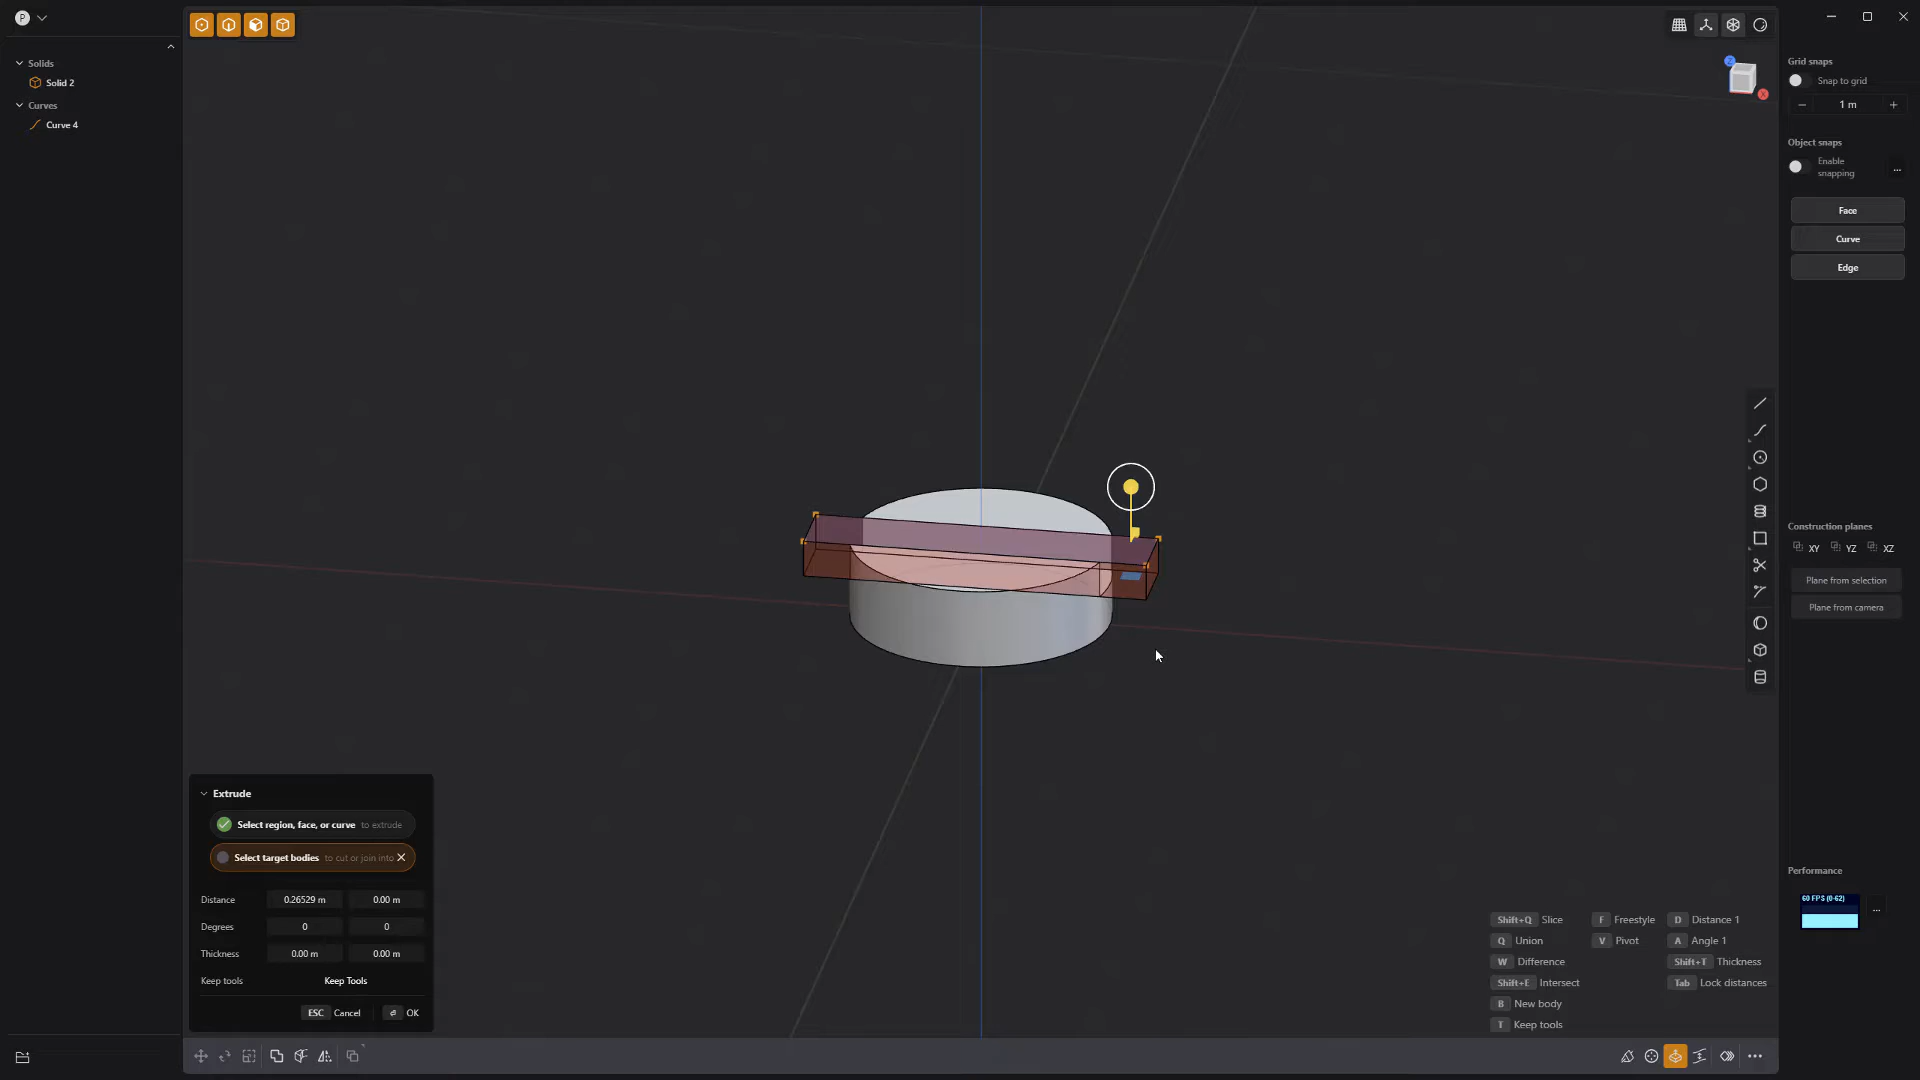 P
Solids
Solid 2
Curves
Curve 4
Z
X
Grid snaps
Snap to grid
1 m
Object snaps
Enable
snapping
...
Face
Curve
Edge
Construction planes
XY YZ XZ
Plane from selection
Plane from camera
Performance
60 FPS (0-62)
...
Extrude
Select region, face, or curve to extrude
Select target bodies to cut or join into
Distance 0.26529 m 0.00 m
Degrees 0 0
Thickness 0.00 m 0.00 m
Keep tools Keep Tools
ESC Cancel OK
Shift+Q Slice F Freestyle D Distance 1
Q Union V Pivot A Angle 1
W Difference Shift+T Thickness
Shift+E Intersect Tab Lock distances
B New body
T Keep tools